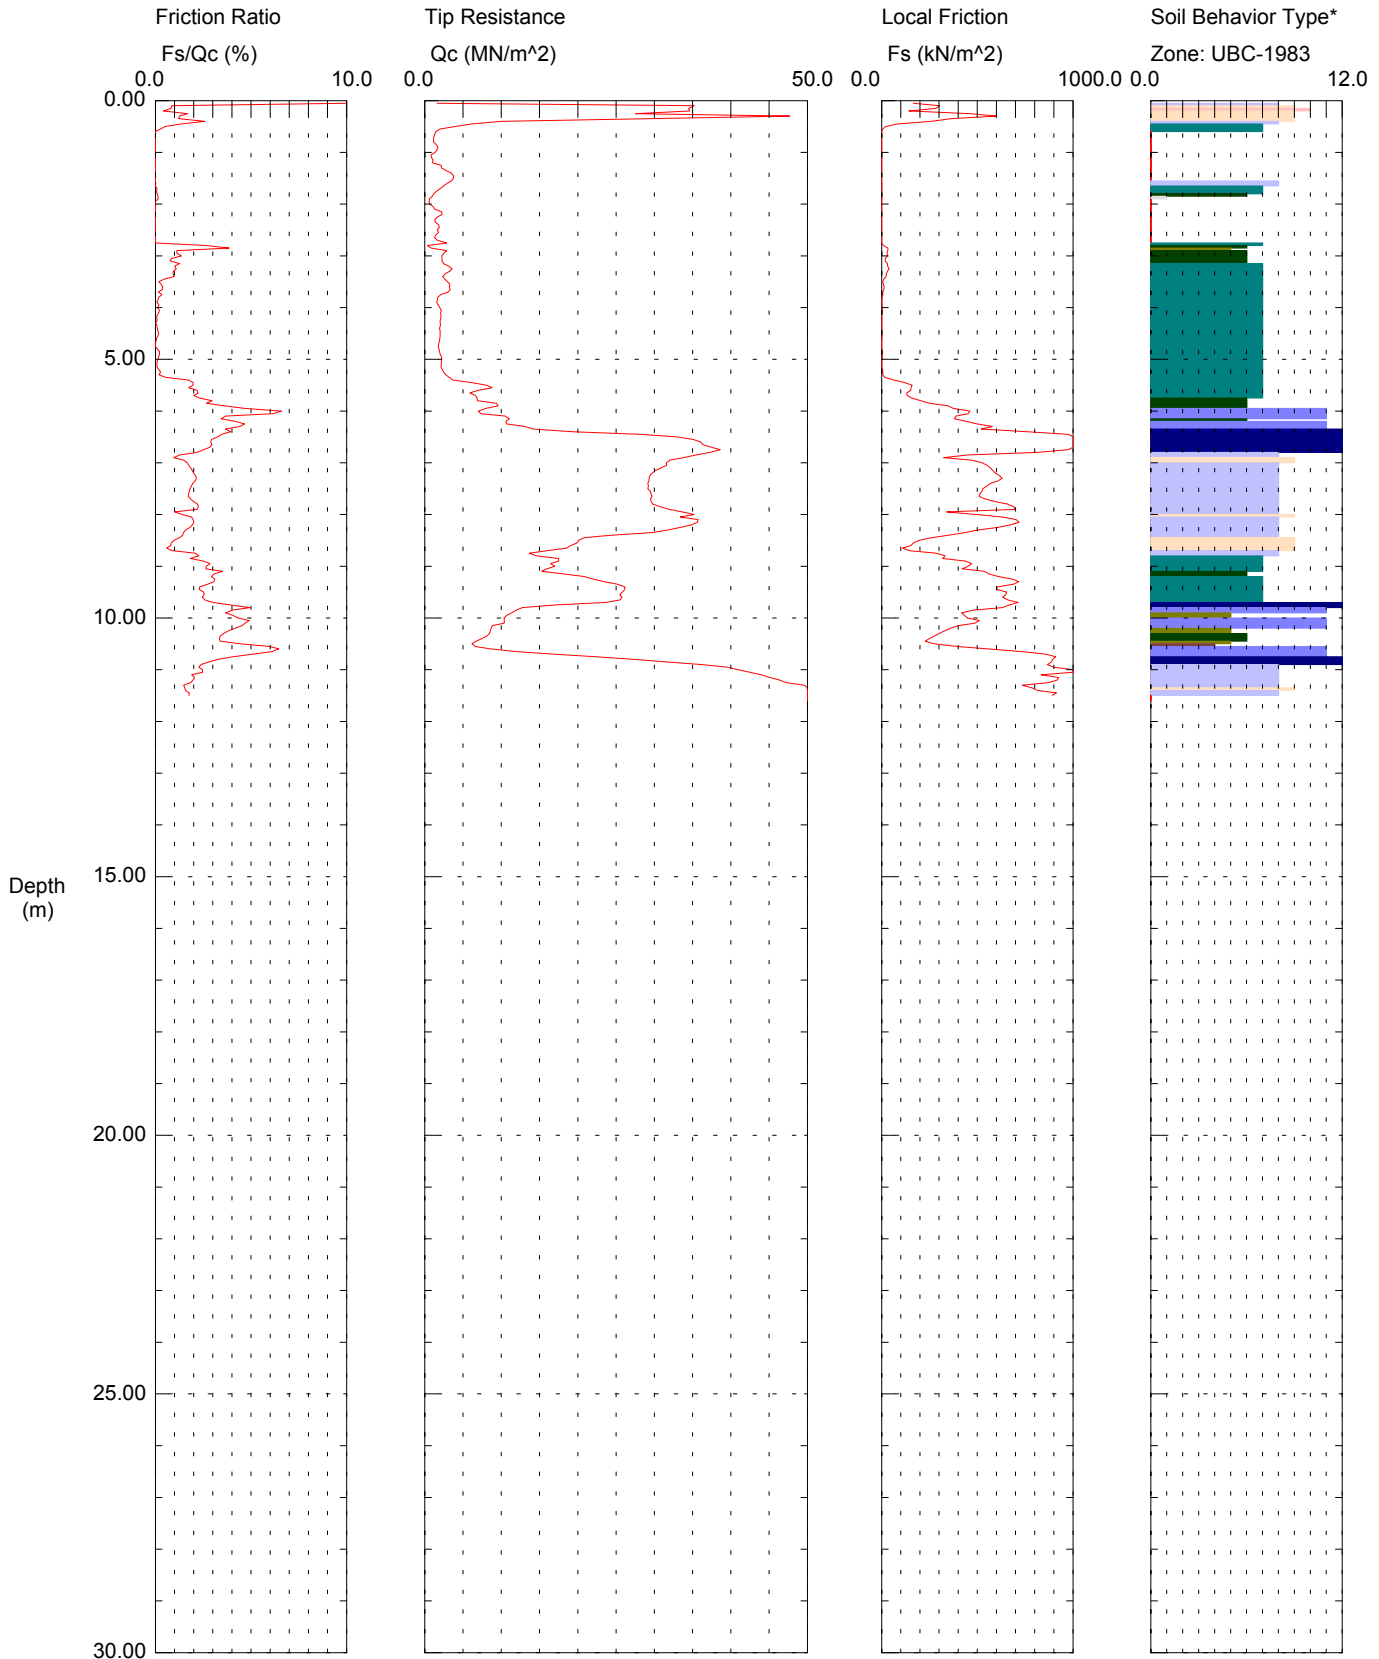 Friction Ratio Tip Resistance Local Friction Soil Behavior Type*
Fs/Qc (%) Qc (MN/m^2) Fs (kN/m^2) Zone: UBC-1983
0.0 10.0 0.0 50.0 0.0 1000.0 0.0 12.0
0.00
5.00
10.00
15.00
Depth
(m)
20.00
25.00
30.00